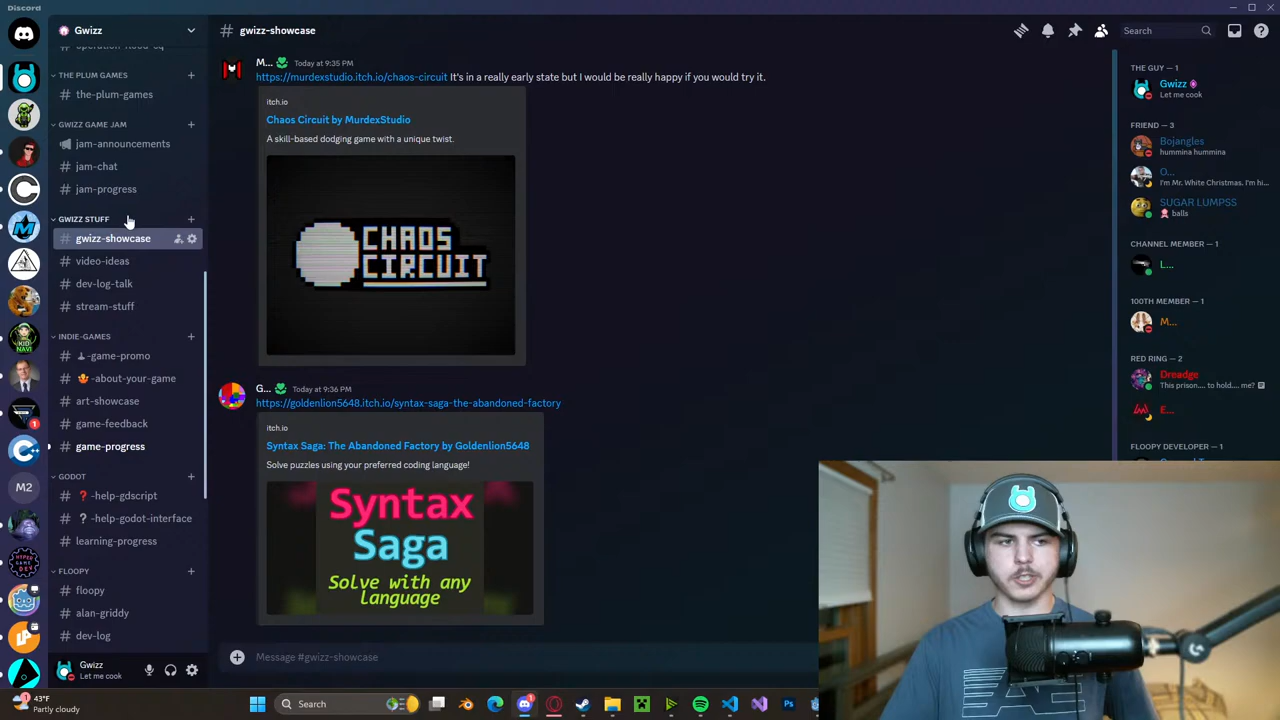 Discord
Gwizz
# gwizz-showcase
Search
THE PLUM GAMES
# the-plum-games
GWIZZ GAME JAM
jam-announcements
# jam-chat
# jam-progress
GWIZZ STUFF
# gwizz-showcase
# video-ideas
# dev-log-talk
# stream-stuff
INDIE-GAMES
# -game-promo
# -about-your-game
# art-showcase
# game-feedback
# game-progress
GODOT
# ❓-help-gdscript
# ❔-help-godot-interface
# learning-progress
FLOOPY
# floopy
# alan-griddy
# dev-log
Gwizz
Let me cook
M2
1
M... Today at 9:35 PM
https://murdexstudio.itch.io/chaos-circuit It's in a really early state but I would be really happy if you would try it.
itch.io
Chaos Circuit by MurdexStudio
A skill-based dodging game with a unique twist.
CHAOS
CIRCUIT
G... Today at 9:36 PM
https://goldenlion5648.itch.io/syntax-saga-the-abandoned-factory
itch.io
Syntax Saga: The Abandoned Factory by Goldenlion5648
Solve puzzles using your preferred coding language!
Syntax
Saga
Solve with any
language
Message #gwizz-showcase
THE GUY — 1
Gwizz
Let me cook
FRIEND — 3
Bojangles
hummina hummina
O...
I'm Mr. White Christmas. I'm hi...
SUGAR LUMPSS
balls
CHANNEL MEMBER — 1
L...
100TH MEMBER — 1
M...
RED RING — 2
Dreadge
This prison.... to hold.... me?
E...
FLOOPY DEVELOPER — 1
43°F
Partly cloudy
Search